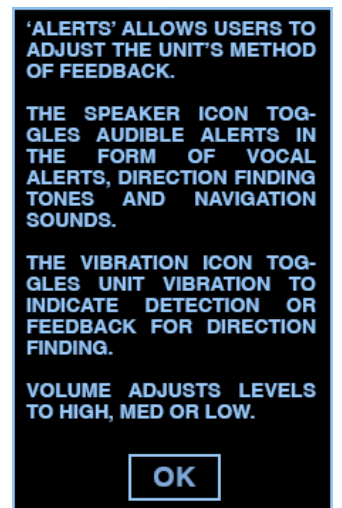 ‘ALERTS’ ALLOWS USERS TO
ADJUST THE UNIT’S METHOD
OF FEEDBACK.
THE SPEAKER ICON TOG-
GLES AUDIBLE ALERTS IN
THE FORM OF VOCAL
ALERTS, DIRECTION FINDING
TONES AND NAVIGATION
SOUNDS.
THE VIBRATION ICON TOG-
GLES UNIT VIBRATION TO
INDICATE DETECTION OR
FEEDBACK FOR DIRECTION
FINDING.
VOLUME ADJUSTS LEVELS
TO HIGH, MED OR LOW.
OK